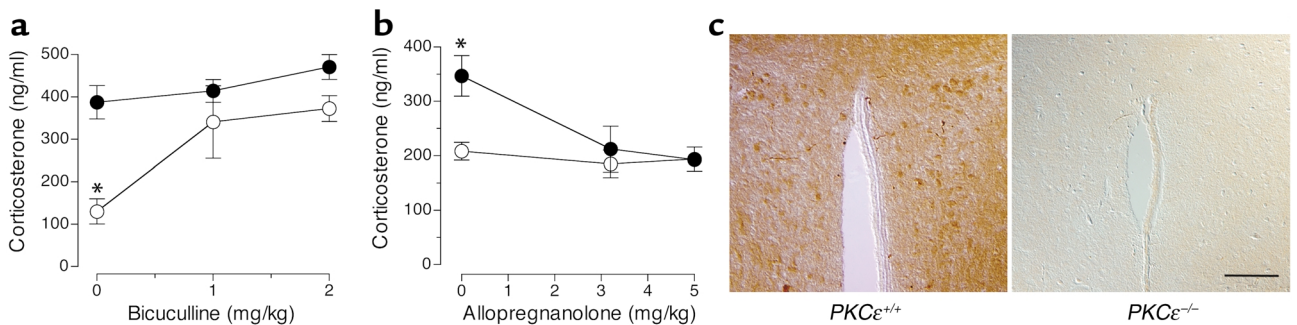 a
Corticosterone (ng/ml)
500
400
300
200
100
0
*
0 1 2
Bicuculline (mg/kg)
b
Corticosterone (ng/ml)
400
300
200
100
0
*
0 1 2 3 4 5
Allopregnanolone (mg/kg)
c
PKCε+/+
PKCε–/–